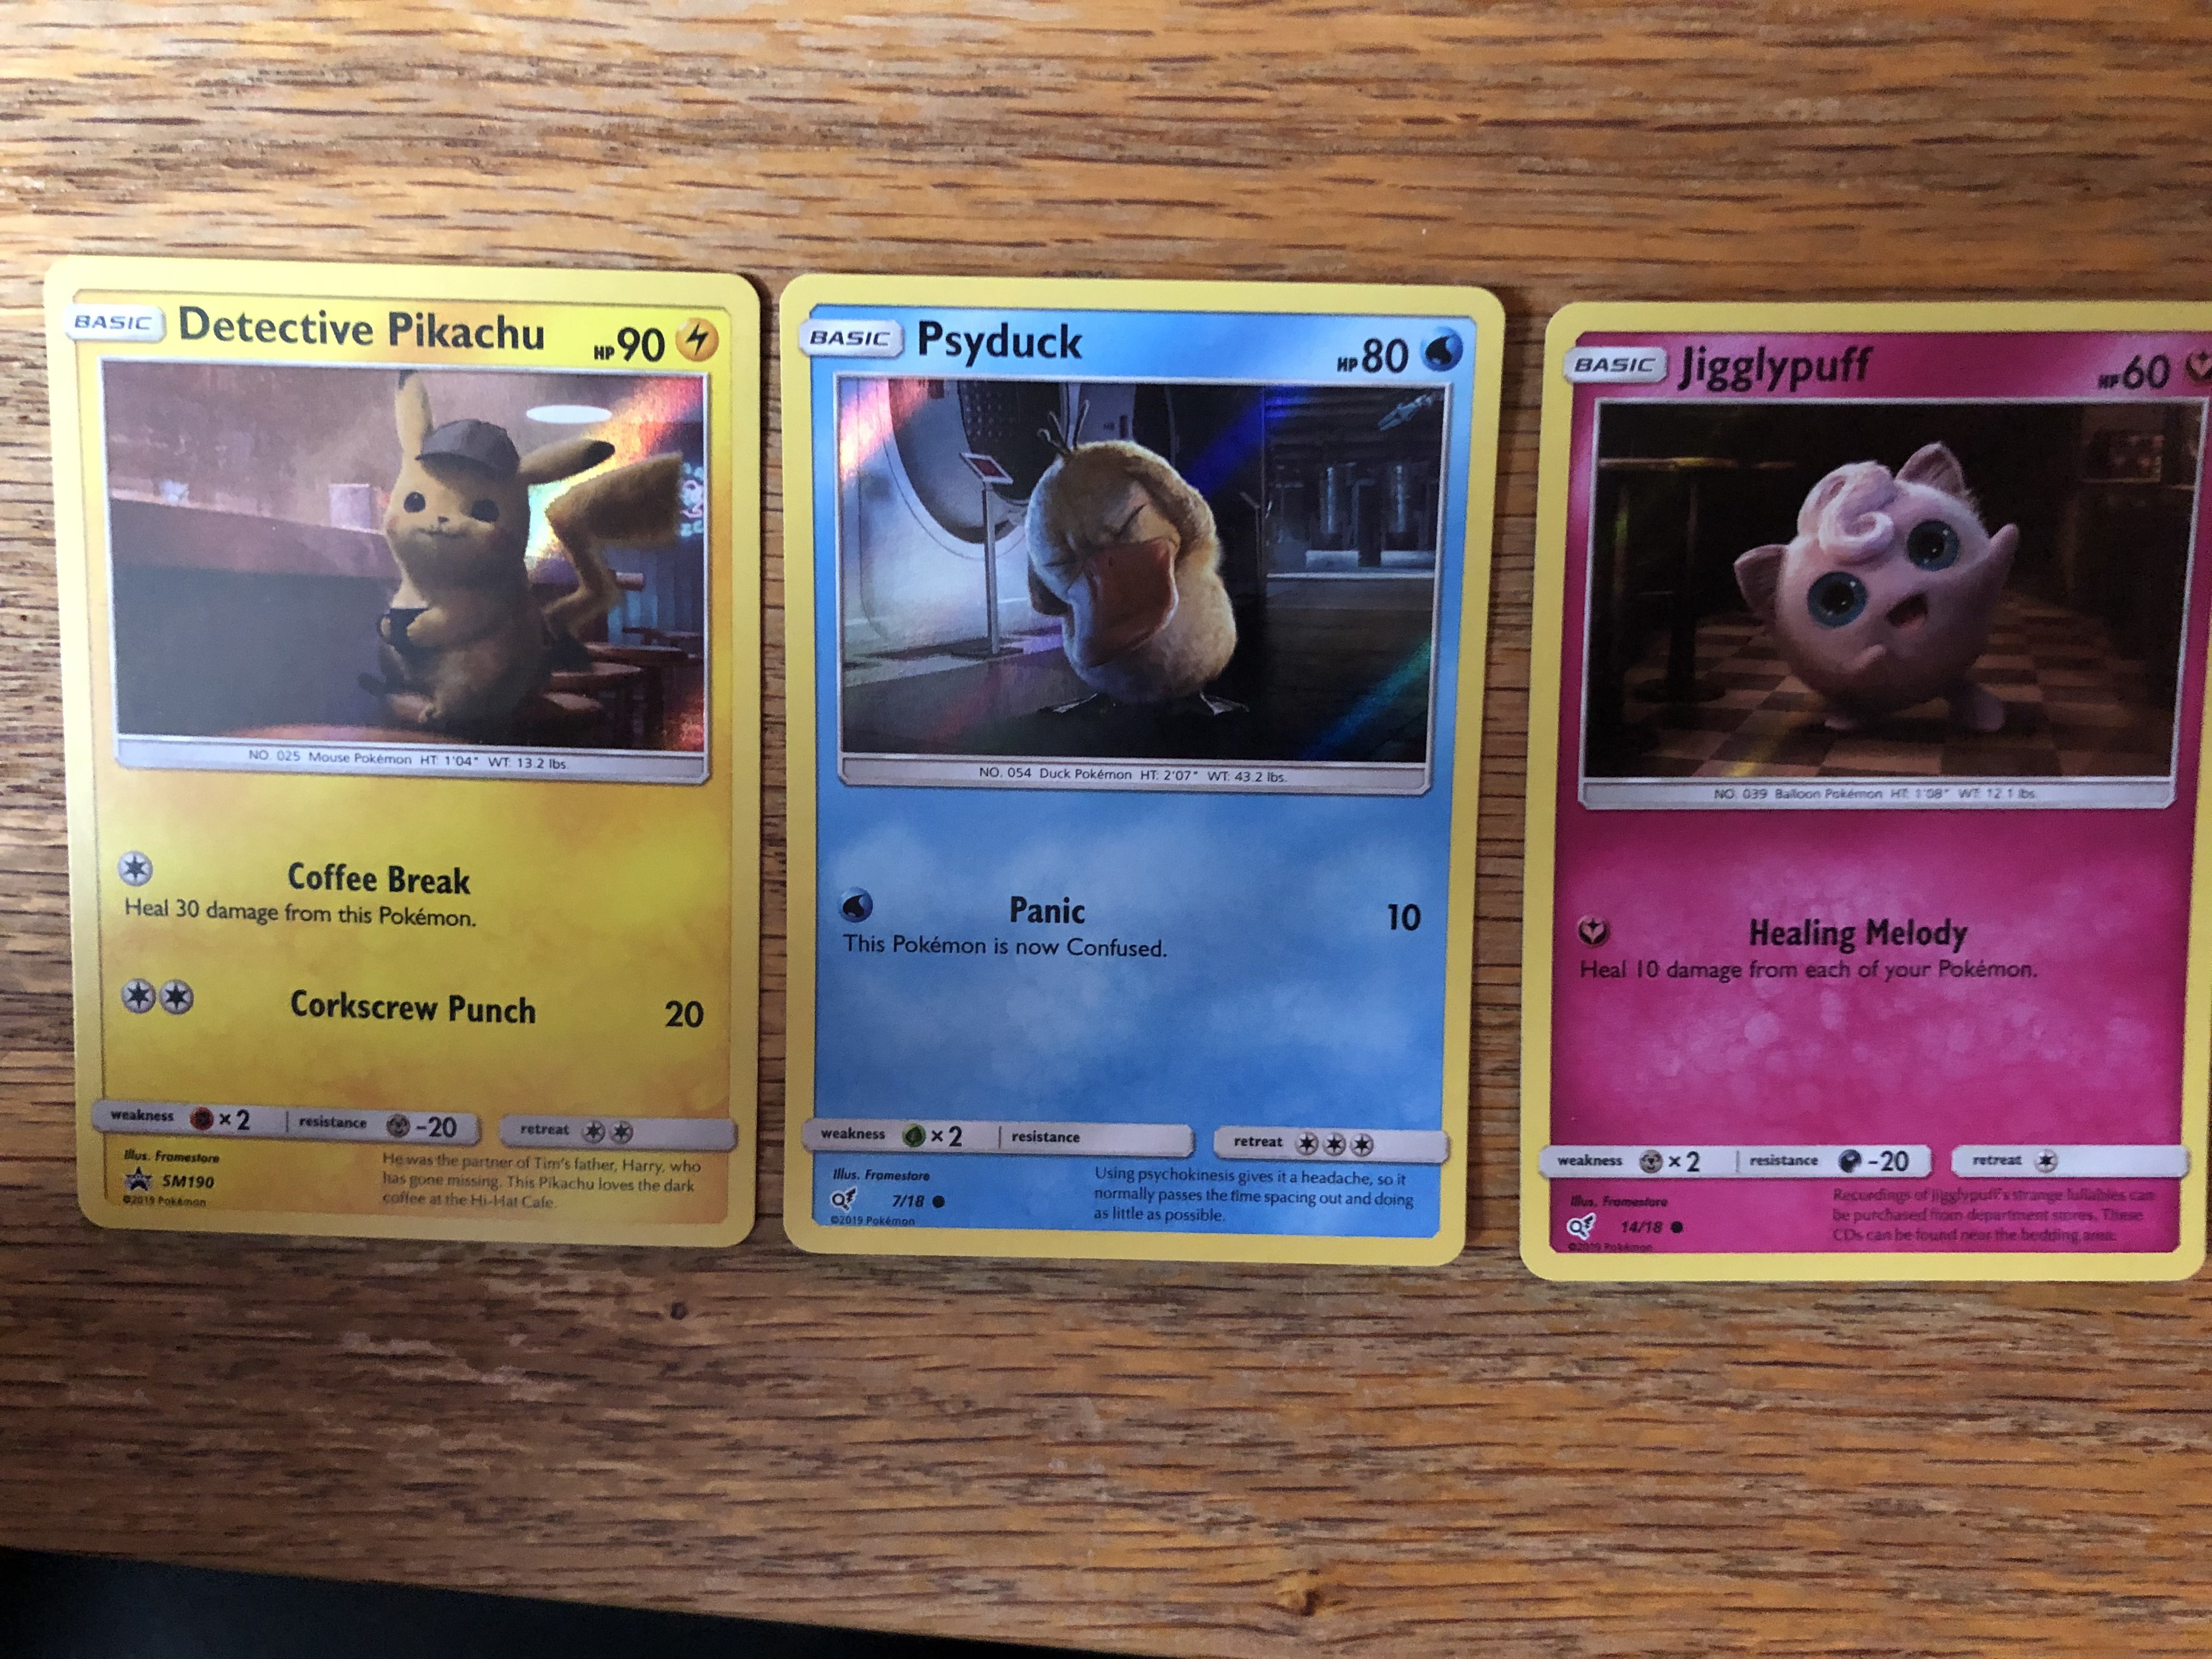 BASIC Detective Pikachu HP 90
NO. 025 Mouse Pokémon HT: 1'04" WT: 13.2 lbs.
Coffee Break
Heal 30 damage from this Pokémon.
Corkscrew Punch 20
weakness ×2 resistance -20 retreat
Illus. Framestore
SM190
©2019 Pokémon
He was the partner of Tim's father, Harry, who
has gone missing. This Pikachu loves the dark
coffee at the Hi-Hat Cafe.
BASIC Psyduck HP 80
NO. 054 Duck Pokémon HT: 2'07" WT: 43.2 lbs.
Panic 10
This Pokémon is now Confused.
weakness ×2 resistance retreat
Illus. Framestore
7/18
©2019 Pokémon
Using psychokinesis gives it a headache, so it
normally passes the time spacing out and doing
as little as possible.
BASIC Jigglypuff HP 60
NO. 039 Balloon Pokémon HT: 1'08" WT: 12.1 lbs.
Healing Melody
Heal 10 damage from each of your Pokémon.
weakness ×2 resistance -20 retreat
Illus. Framestore
14/18
©2019 Pokémon
Recordings of Jigglypuff's strange lullabies can
be purchased from department stores. These
CDs can be found near the bedding area.